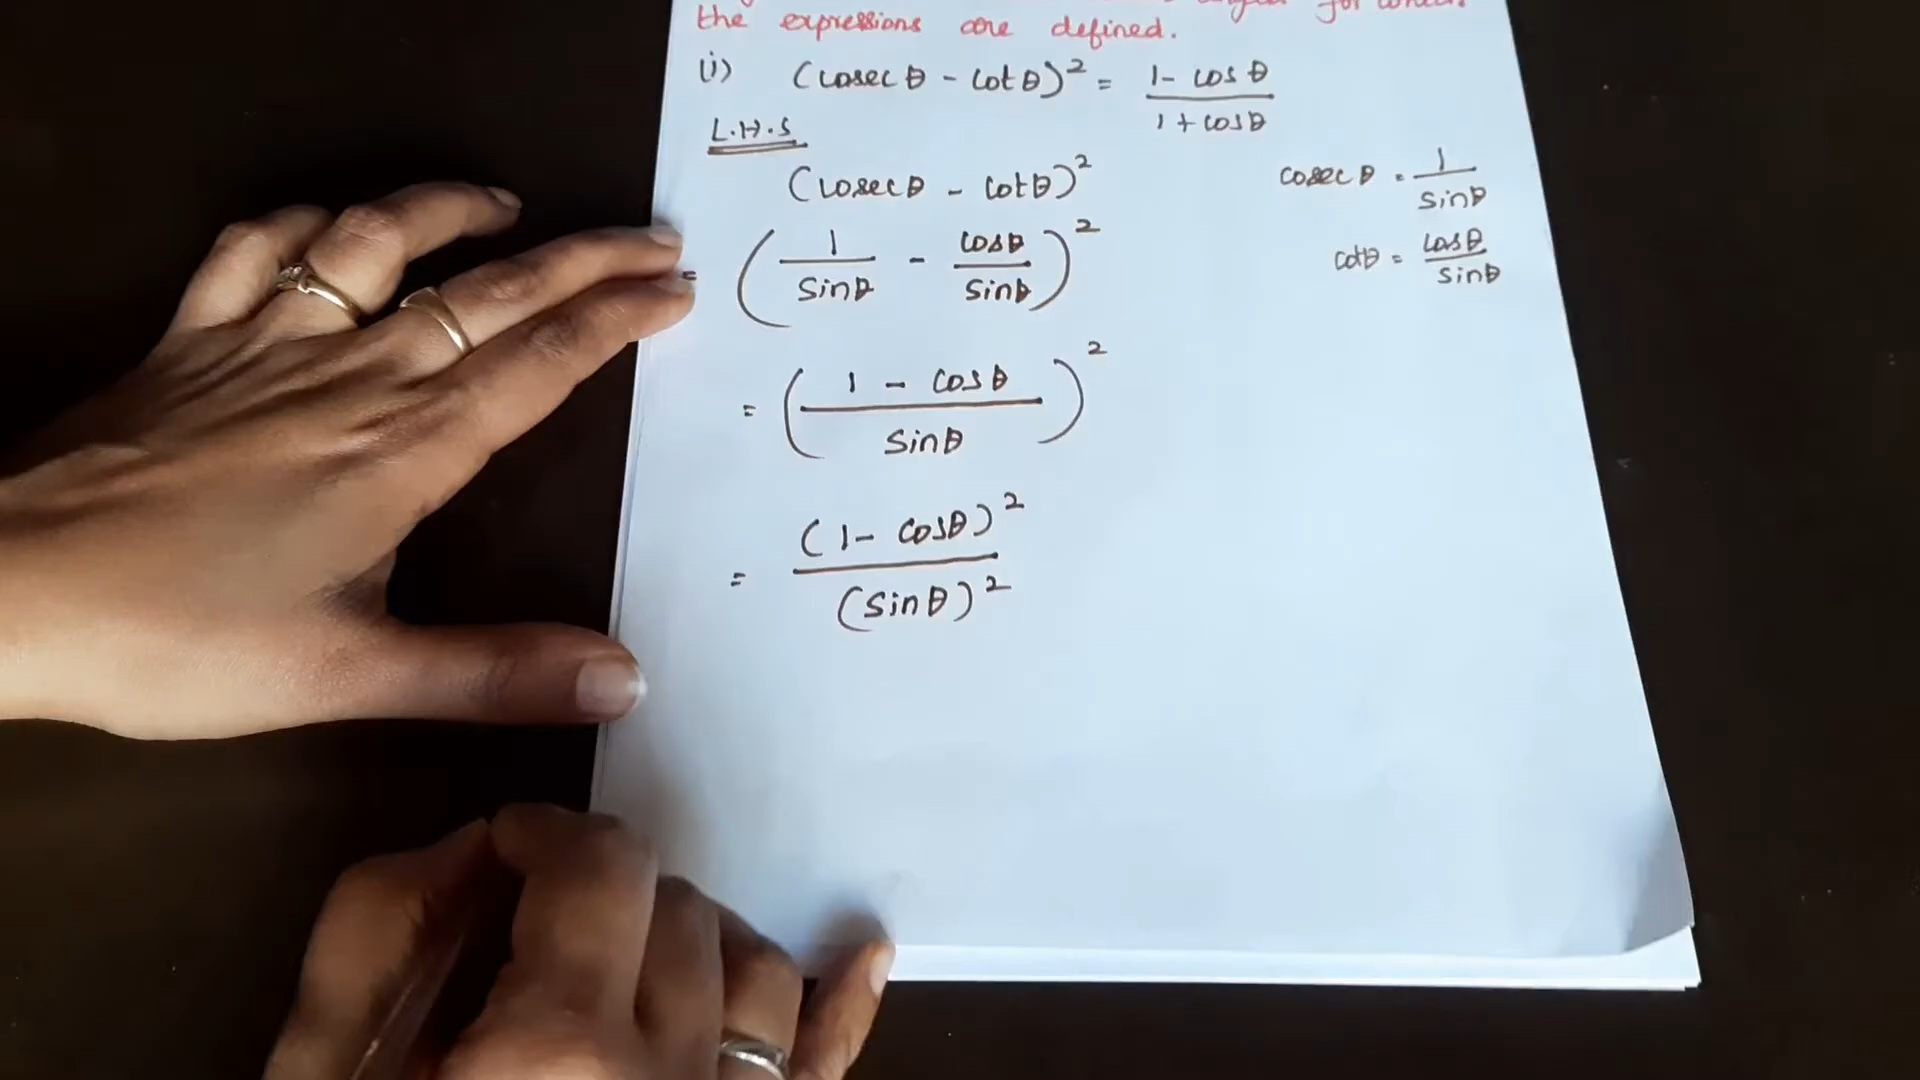 the expressions are defined.
(i) (cosec θ - cot θ)² = 1 - cos θ / 1 + cos θ
L.H.S
(cosec θ - cot θ)²
cosec θ = 1 / sin θ
= (1 / sin θ - cos θ / sin θ)²
cot θ = cos θ / sin θ
= (1 - cos θ / sin θ)²
= (1 - cos θ)² / (sin θ)²